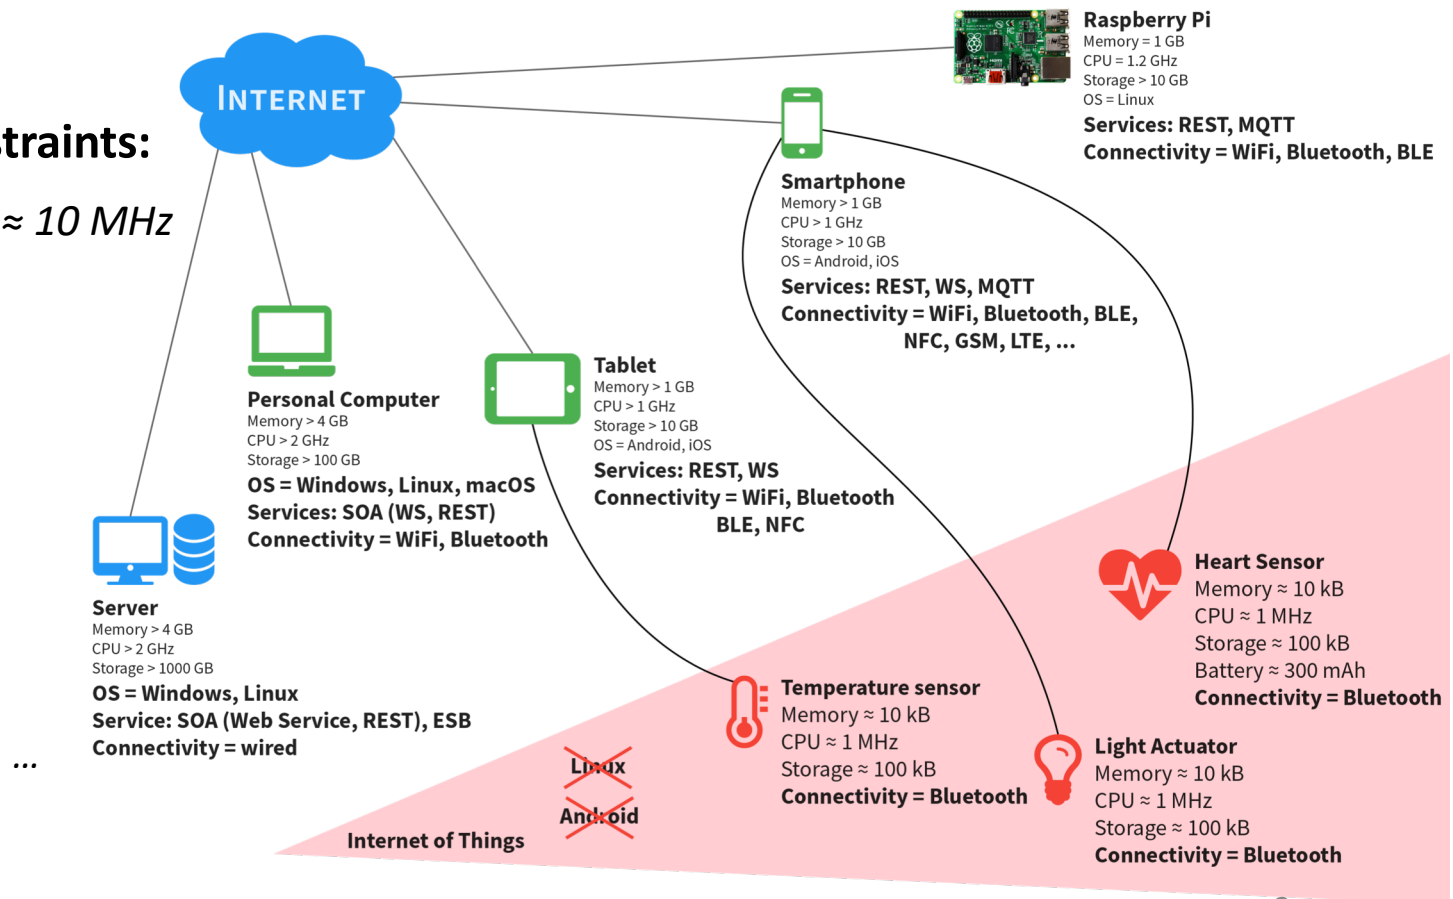 INTERNET
straints:
≈ 10 MHz
...
Raspberry Pi
Memory = 1 GB
CPU = 1.2 GHz
Storage > 10 GB
OS = Linux
Services: REST, MQTT
Connectivity = WiFi, Bluetooth, BLE
Smartphone
Memory > 1 GB
CPU > 1 GHz
Storage > 10 GB
OS = Android, iOS
Services: REST, WS, MQTT
Connectivity = WiFi, Bluetooth, BLE,
NFC, GSM, LTE, ...
Personal Computer
Memory > 4 GB
CPU > 2 GHz
Storage > 100 GB
OS = Windows, Linux, macOS
Services: SOA (WS, REST)
Connectivity = WiFi, Bluetooth
Tablet
Memory > 1 GB
CPU > 1 GHz
Storage > 10 GB
OS = Android, iOS
Services: REST, WS
Connectivity = WiFi, Bluetooth
BLE, NFC
Server
Memory > 4 GB
CPU > 2 GHz
Storage > 1000 GB
OS = Windows, Linux
Service: SOA (Web Service, REST), ESB
Connectivity = wired
Heart Sensor
Memory ≈ 10 kB
CPU ≈ 1 MHz
Storage ≈ 100 kB
Battery ≈ 300 mAh
Connectivity = Bluetooth
Temperature sensor
Memory ≈ 10 kB
CPU ≈ 1 MHz
Storage ≈ 100 kB
Connectivity = Bluetooth
Light Actuator
Memory ≈ 10 kB
CPU ≈ 1 MHz
Storage ≈ 100 kB
Connectivity = Bluetooth
Linux
Android
Internet of Things